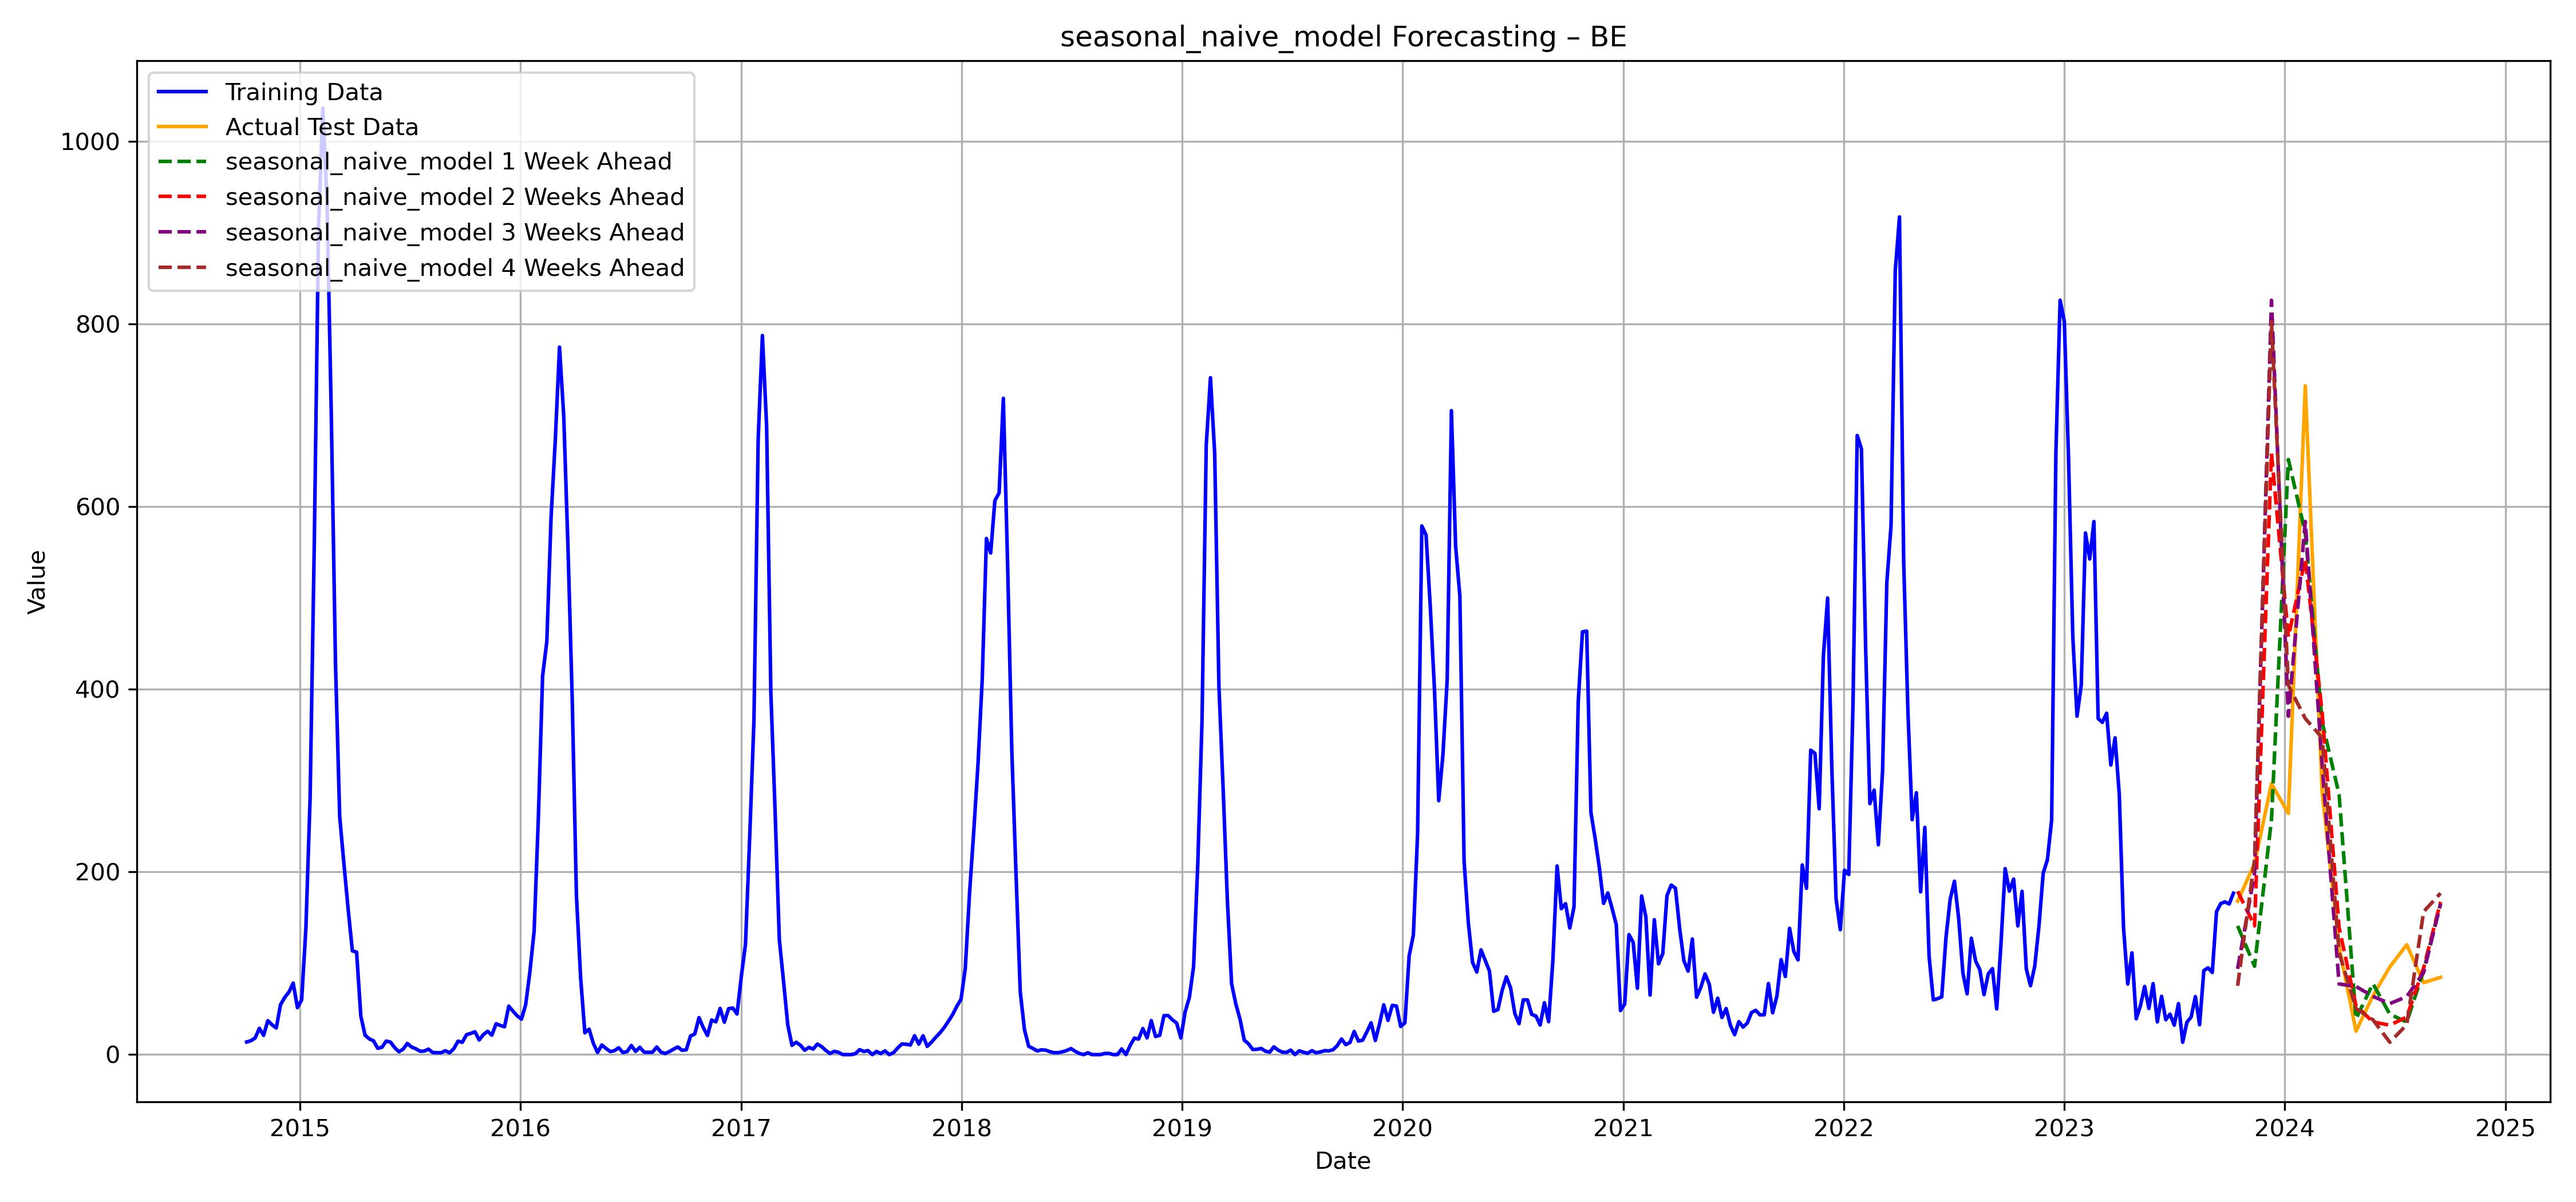 seasonal_naive_model Forecasting – BE
Training Data
Actual Test Data
seasonal_naive_model 1 Week Ahead
seasonal_naive_model 2 Weeks Ahead
seasonal_naive_model 3 Weeks Ahead
seasonal_naive_model 4 Weeks Ahead
1000
800
600
400
200
0
Value
2015 2016 2017 2018 2019 2020 2021 2022 2023 2024 2025
Date